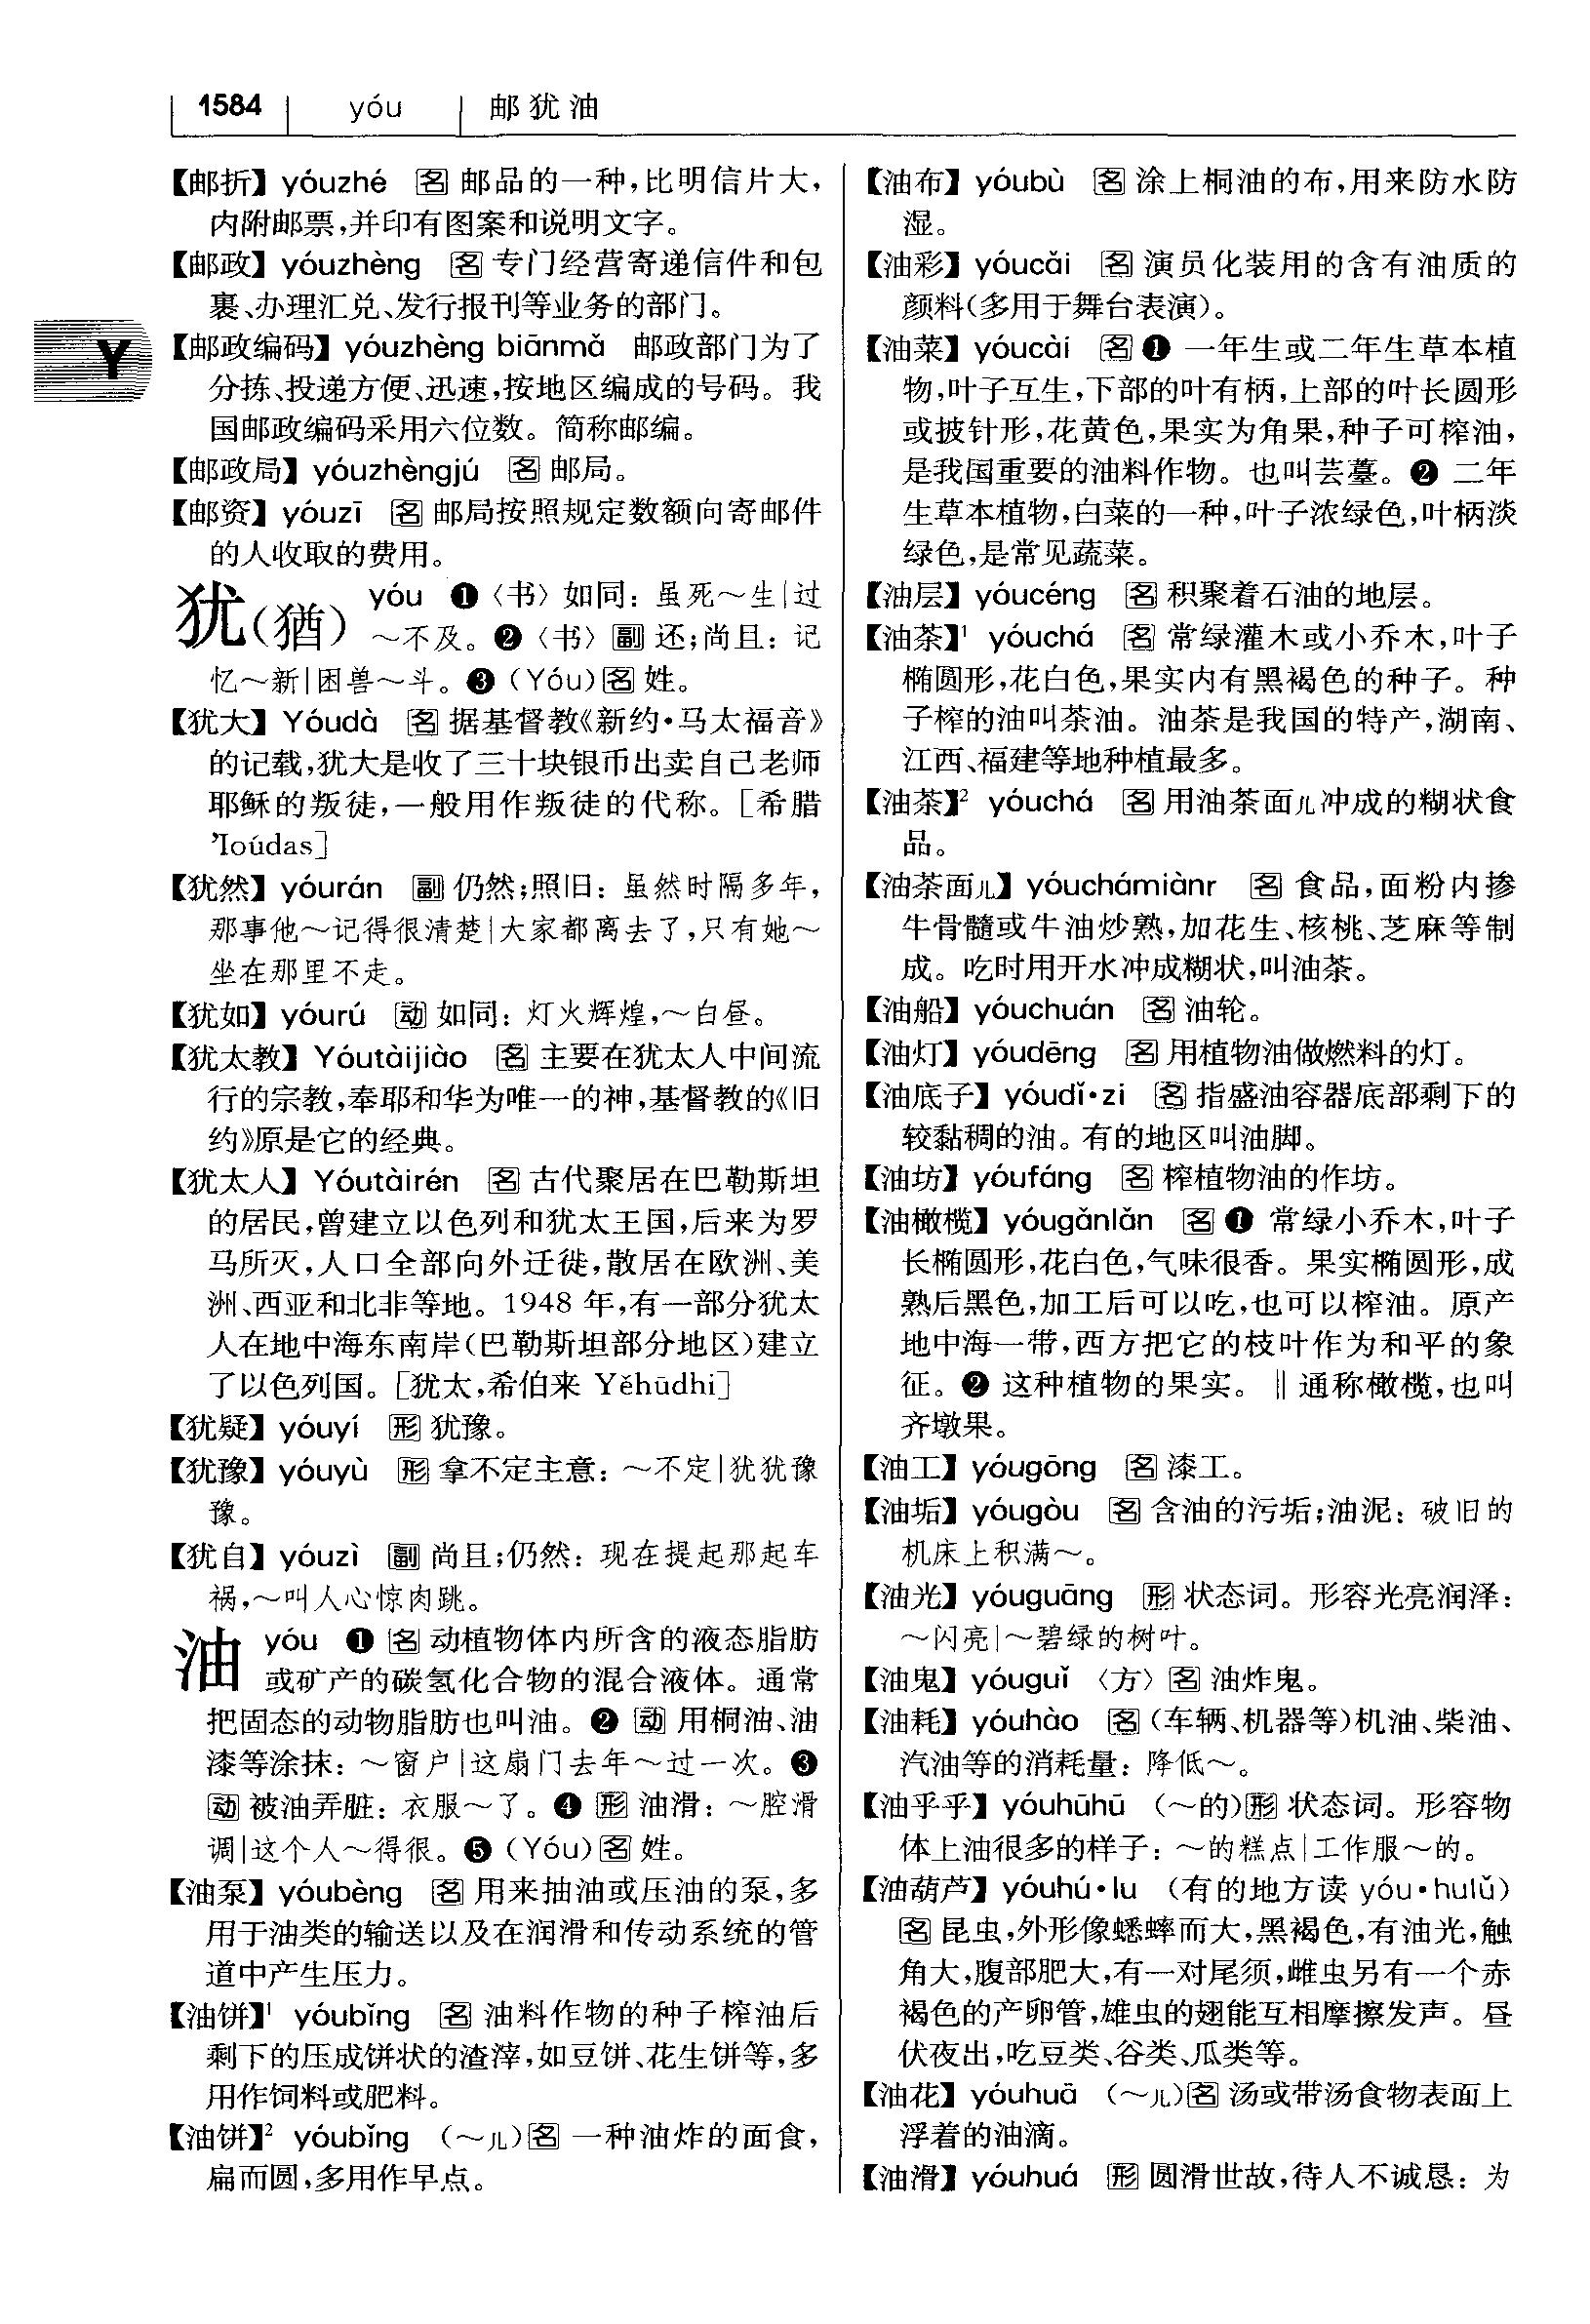 1584 yóu 邮犹油
【邮折】 yóuzhé 名 邮品的一种,比明信片大,
内附邮票,并印有图案和说明文字。
【邮政】 yóuzhèng 名 专门经营寄递信件和包
裹、办理汇兑、发行报刊等业务的部门。
Y
【邮政编码】 yóuzhèng biānmǎ 邮政部门为了
分拣、投递方便、迅速,按地区编成的号码。我
国邮政编码采用六位数。简称邮编。
【邮政局】 yóuzhèngjú 名 邮局。
【邮资】 yóuzī 名 邮局按照规定数额向寄邮件
的人收取的费用。
犹(猶) yóu ❶〈书〉如同:虽死~生|过
~不及。❷〈书〉副 还;尚且:记
忆~新|困兽~斗。❸(Yóu)名 姓。
【犹大】 Yóudà 名 据基督教《新约·马太福音》
的记载,犹大是收了三十块银币出卖自己老师
耶稣的叛徒,一般用作叛徒的代称。[希腊
’Ioúdas]
【犹然】 yóurán 副 仍然;照旧:虽然时隔多年,
那事他~记得很清楚|大家都离去了,只有她~
坐在那里不走。
【犹如】 yóurú 动 如同:灯火辉煌,~白昼。
【犹太教】 Yóutàijiào 名 主要在犹太人中间流
行的宗教,奉耶和华为唯一的神,基督教的《旧
约》原是它的经典。
【犹太人】 Yóutàirén 名 古代聚居在巴勒斯坦
的居民,曾建立以色列和犹太王国,后来为罗
马所灭,人口全部向外迁徙,散居在欧洲、美
洲、西亚和北非等地。1948 年,有一部分犹太
人在地中海东南岸(巴勒斯坦部分地区)建立
了以色列国。[犹太,希伯来 Yěhūdhi]
【犹疑】 yóuyí 形 犹豫。
【犹豫】 yóuyù 形 拿不定主意:~不定|犹犹豫
豫。
【犹自】 yóuzì 副 尚且;仍然:现在提起那起车
祸,~叫人心惊肉跳。
油 yóu ❶ 名 动植物体内所含的液态脂肪
或矿产的碳氢化合物的混合液体。通常
把固态的动物脂肪也叫油。❷ 动 用桐油、油
漆等涂抹:~窗户|这扇门去年~过一次。❸
动 被油弄脏:衣服~了。❹ 形 油滑:~腔滑
调|这个人~得很。❺(Yóu)名 姓。
【油泵】 yóubèng 名 用来抽油或压油的泵,多
用于油类的输送以及在润滑和传动系统的管
道中产生压力。
【油饼】¹ yóubǐng 名 油料作物的种子榨油后
剩下的压成饼状的渣滓,如豆饼、花生饼等,多
用作饲料或肥料。
【油饼】² yóubǐng (~儿)名 一种油炸的面食,
扁而圆,多用作早点。
【油布】 yóubù 名 涂上桐油的布,用来防水防
湿。
【油彩】 yóucǎi 名 演员化装用的含有油质的
颜料(多用于舞台表演)。
【油菜】 yóucài 名 ❶ 一年生或二年生草本植
物,叶子互生,下部的叶有柄,上部的叶长圆形
或披针形,花黄色,果实为角果,种子可榨油,
是我国重要的油料作物。也叫芸薹。❷ 二年
生草本植物,白菜的一种,叶子浓绿色,叶柄淡
绿色,是常见蔬菜。
【油层】 yóucéng 名 积聚着石油的地层。
【油茶】¹ yóuchá 名 常绿灌木或小乔木,叶子
椭圆形,花白色,果实内有黑褐色的种子。种
子榨的油叫茶油。油茶是我国的特产,湖南、
江西、福建等地种植最多。
【油茶】² yóuchá 名 用油茶面儿冲成的糊状食
品。
【油茶面儿】 yóuchámiànr 名 食品,面粉内掺
牛骨髓或牛油炒熟,加花生、核桃、芝麻等制
成。吃时用开水冲成糊状,叫油茶。
【油船】 yóuchuán 名 油轮。
【油灯】 yóudēng 名 用植物油做燃料的灯。
【油底子】 yóudǐ·zi 名 指盛油容器底部剩下的
较黏稠的油。有的地区叫油脚。
【油坊】 yóufáng 名 榨植物油的作坊。
【油橄榄】 yóugǎnlǎn 名 ❶ 常绿小乔木,叶子
长椭圆形,花白色,气味很香。果实椭圆形,成
熟后黑色,加工后可以吃,也可以榨油。原产
地中海一带,西方把它的枝叶作为和平的象
征。❷ 这种植物的果实。‖通称橄榄,也叫
齐墩果。
【油工】 yóugōng 名 漆工。
【油垢】 yóugòu 名 含油的污垢;油泥:破旧的
机床上积满~。
【油光】 yóuguāng 形 状态词。形容光亮润泽:
~闪亮|~碧绿的树叶。
【油鬼】 yóuguǐ 〈方〉名 油炸鬼。
【油耗】 yóuhào 名(车辆、机器等)机油、柴油、
汽油等的消耗量:降低~。
【油乎乎】 yóuhūhū (~的)形 状态词。形容物
体上油很多的样子:~的糕点|工作服~的。
【油葫芦】 yóuhú·lu (有的地方读 yóu·hulǔ)
名 昆虫,外形像蟋蟀而大,黑褐色,有油光,触
角大,腹部肥大,有一对尾须,雌虫另有一个赤
褐色的产卵管,雄虫的翅能互相摩擦发声。昼
伏夜出,吃豆类、谷类、瓜类等。
【油花】 yóuhuā (~儿)名 汤或带汤食物表面上
浮着的油滴。
【油滑】 yóuhuá 形 圆滑世故,待人不诚恳:为